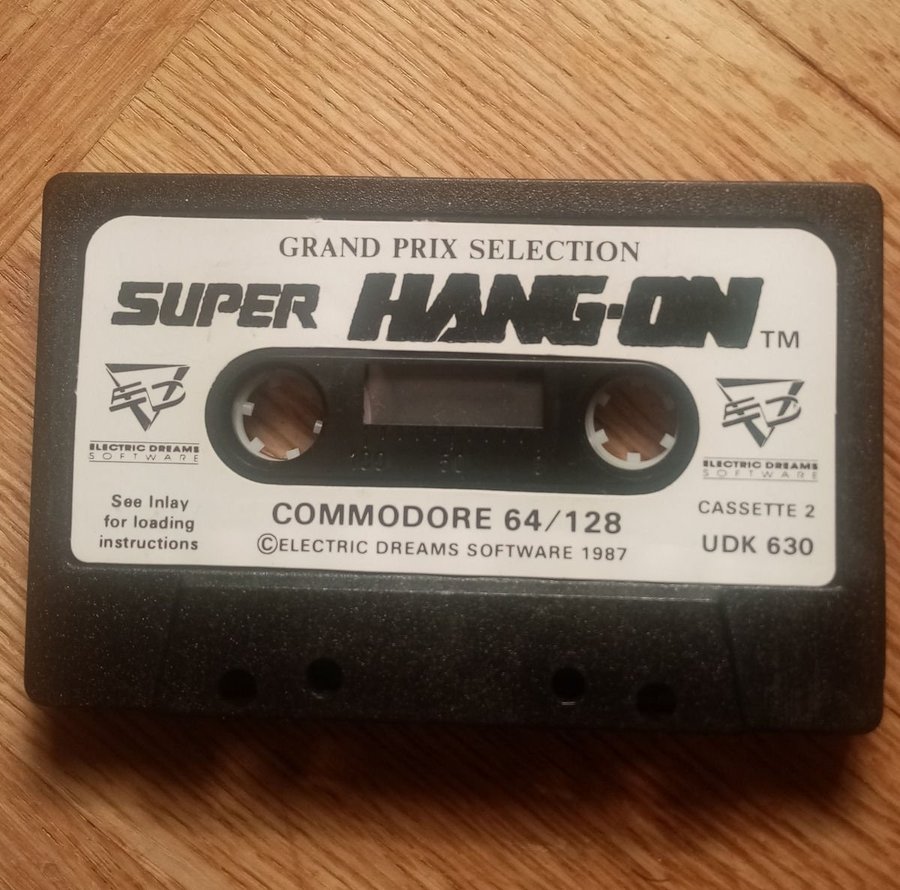 GRAND PRIX SELECTION
SUPER HANG-ON TM
ELECTRIC DREAMS
SOFTWARE
See Inlay
for loading
instructions
100 50 0
COMMODORE 64/128
©ELECTRIC DREAMS SOFTWARE 1987
ELECTRIC DREAMS
SOFTWARE
CASSETTE 2
UDK 630